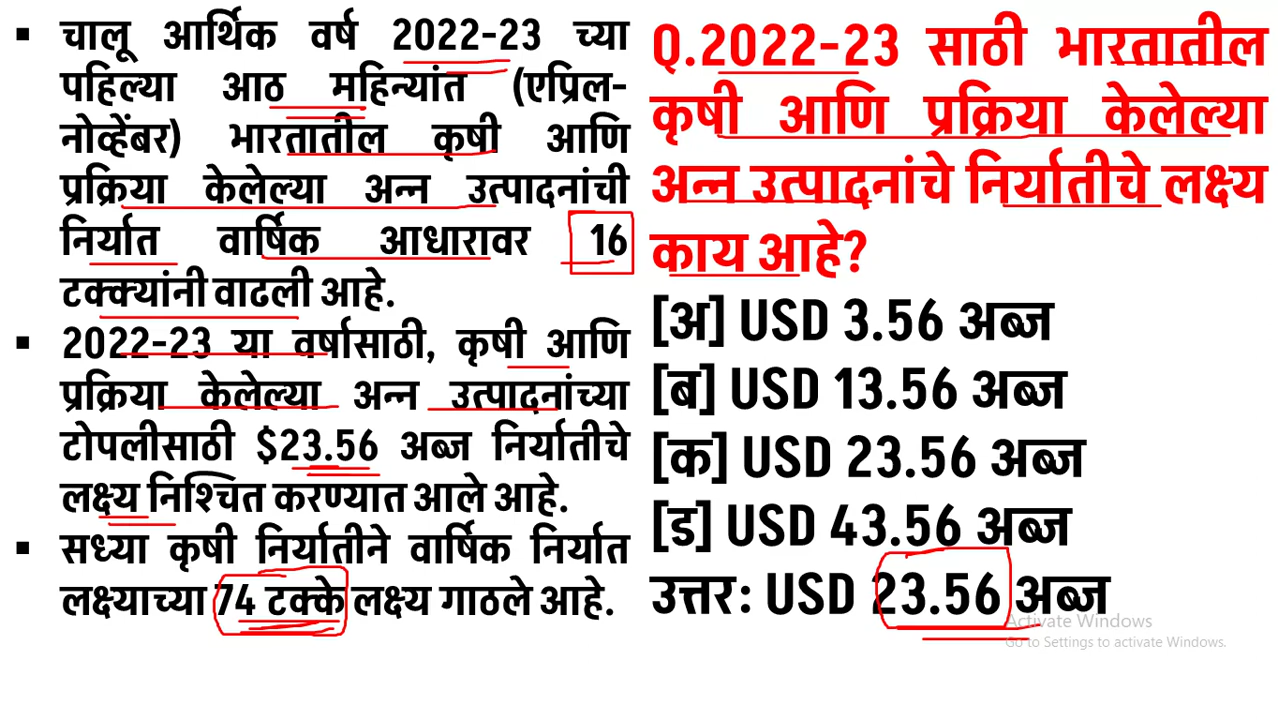 ▪ चालू आर्थिक वर्ष 2022-23 च्या
पहिल्या आठ महिन्यांत (एप्रिल-
नोव्हेंबर) भारतातील कृषी आणि
प्रक्रिया केलेल्या अन्न उत्पादनांची
निर्यात वार्षिक आधारावर 16
टक्क्यांनी वाढली आहे.
▪ 2022-23 या वर्षासाठी, कृषी आणि
प्रक्रिया केलेल्या अन्न उत्पादनांच्या
टोपलीसाठी $23.56 अब्ज निर्यातीचे
लक्ष्य निश्चित करण्यात आले आहे.
▪ सध्या कृषी निर्यातीने वार्षिक निर्यात
लक्ष्याच्या 74 टक्के लक्ष्य गाठले आहे.
Q.2022-23 साठी भारतातील
कृषी आणि प्रक्रिया केलेल्या
अन्न उत्पादनांचे निर्यातीचे लक्ष्य
काय आहे?
[अ] USD 3.56 अब्ज
[ब] USD 13.56 अब्ज
[क] USD 23.56 अब्ज
[ड] USD 43.56 अब्ज
उत्तर: USD 23.56 अब्ज
Activate Windows
Go to Settings to activate Windows.